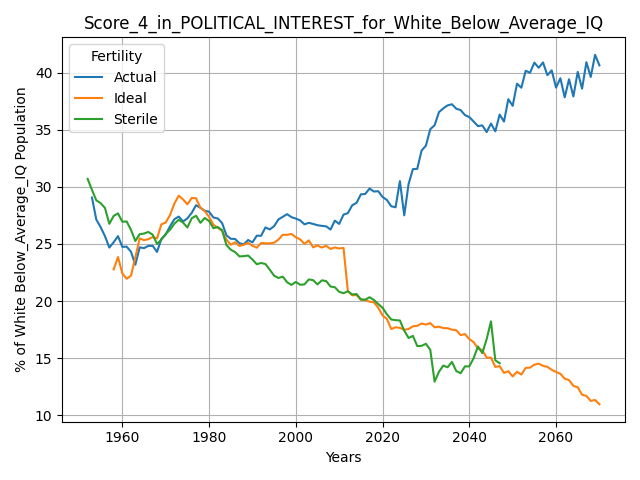 Score_4_in_POLITICAL_INTEREST_for_White_Below_Average_IQ
Fertility
Actual
Ideal
Sterile
% of White Below_Average_IQ Population
40
35
30
25
20
15
10
1960 1980 2000 2020 2040 2060
Years